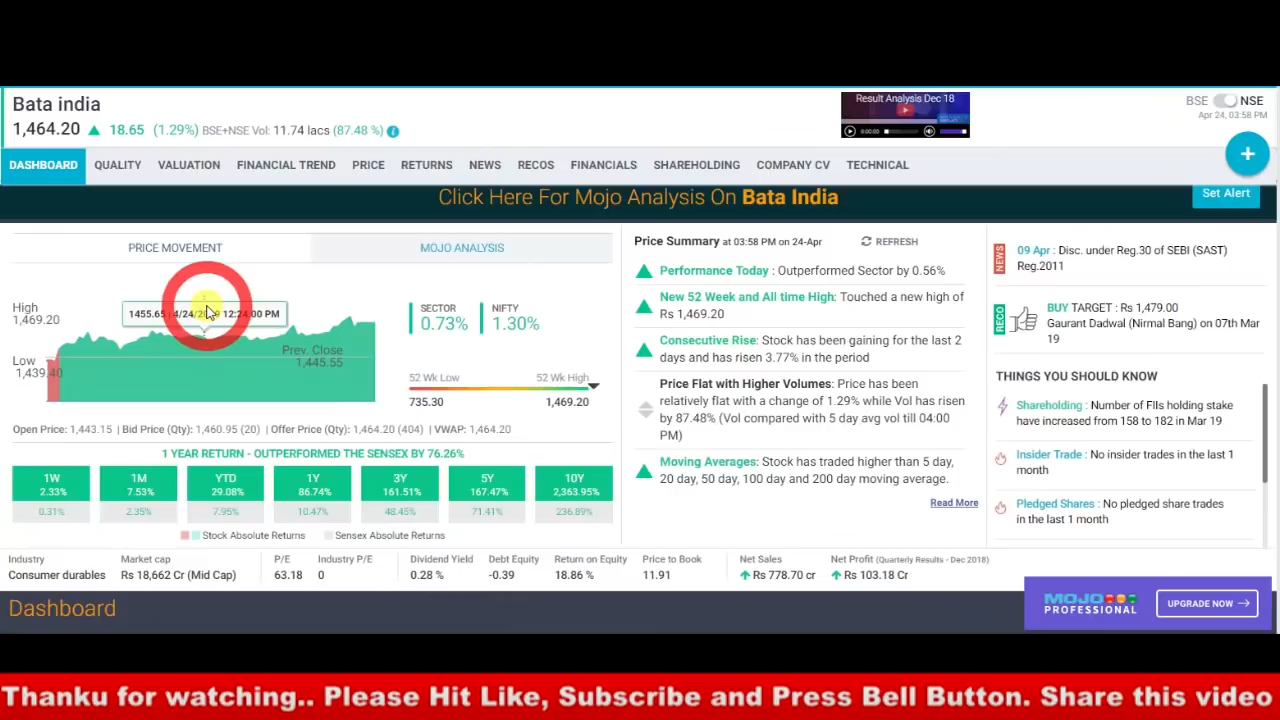 Bata india
1,464.20 18.65 (1.29%) BSE+NSE Vol: 11.74 lacs (87.48 %)
Result Analysis Dec 18
0:00:00
BSE NSE
Apr 24, 03:58 PM
DASHBOARD QUALITY VALUATION FINANCIAL TREND PRICE RETURNS NEWS RECOS FINANCIALS SHAREHOLDING COMPANY CV TECHNICAL
+
Click Here For Mojo Analysis On Bata India
Set Alert
PRICE MOVEMENT MOJO ANALYSIS
High
1,469.20
1455.65 | 4/24/2019 12:24:00 PM
Low
1,439.40
Prev. Close
1,445.55
SECTOR
0.73%
NIFTY
1.30%
52 Wk Low 52 Wk High
735.30 1,469.20
Open Price: 1,443.15 | Bid Price (Qty): 1,460.95 (20) | Offer Price (Qty): 1,464.20 (404) | VWAP: 1,464.20
1 YEAR RETURN - OUTPERFORMED THE SENSEX BY 76.26%
1W 1M YTD 1Y 3Y 5Y 10Y
2.33% 7.53% 29.08% 86.74% 161.51% 167.47% 2,363.95%
0.31% 2.35% 7.95% 10.47% 48.45% 71.41% 236.89%
Stock Absolute Returns Sensex Absolute Returns
Price Summary at 03:58 PM on 24-Apr REFRESH
Performance Today : Outperformed Sector by 0.56%
New 52 Week and All time High: Touched a new high of
Rs 1,469.20
Consecutive Rise: Stock has been gaining for the last 2
days and has risen 3.77% in the period
Price Flat with Higher Volumes: Price has been
relatively flat with a change of 1.29% while Vol has risen
by 87.48% (Vol compared with 5 day avg vol till 04:00
PM)
Moving Averages: Stock has traded higher than 5 day,
20 day, 50 day, 100 day and 200 day moving average.
Read More
NEWS
09 Apr : Disc. under Reg.30 of SEBI (SAST)
Reg.2011
RECO
BUY TARGET : Rs 1,479.00
Gaurant Dadwal (Nirmal Bang) on 07th Mar
19
THINGS YOU SHOULD KNOW
Shareholding : Number of FIIs holding stake
have increased from 158 to 182 in Mar 19
Insider Trade : No insider trades in the last 1
month
Pledged Shares : No pledged share trades
in the last 1 month
Industry Market cap P/E Industry P/E Dividend Yield Debt Equity Return on Equity Price to Book Net Sales Net Profit (Quarterly Results - Dec 2018)
Consumer durables Rs 18,662 Cr (Mid Cap) 63.18 0 0.28 % -0.39 18.86 % 11.91 Rs 778.70 cr Rs 103.18 Cr
Dashboard
MOJO
PROFESSIONAL
UPGRADE NOW
Thanku for watching.. Please Hit Like, Subscribe and Press Bell Button. Share this video